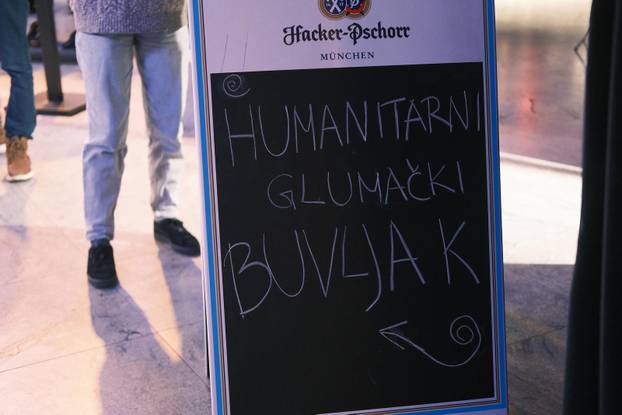 Hacker-Pschorr
MÜNCHEN
HUMANITARNI
GLUMAČKI
BUVLJAK